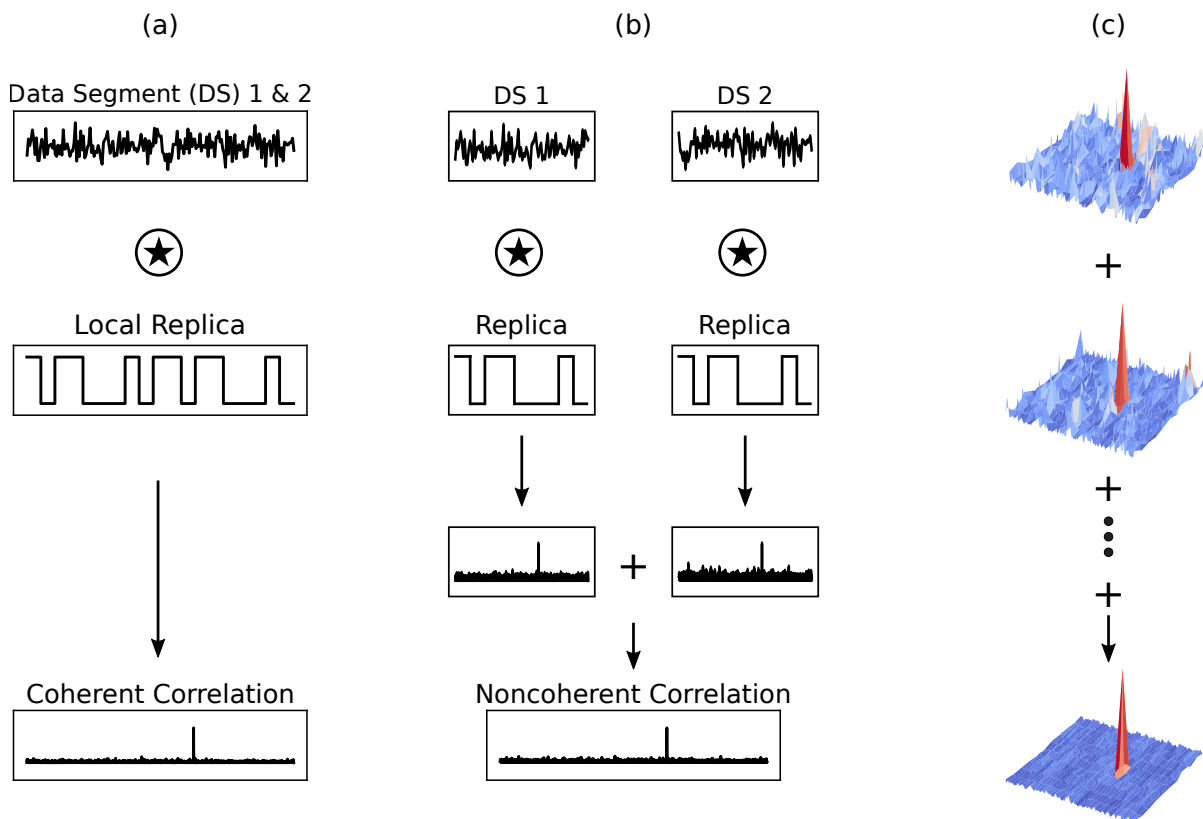 (a)
(b)
(c)
Data Segment (DS) 1 & 2
DS 1
DS 2
+
Local Replica
Replica
Replica
+
+
+
Coherent Correlation
Noncoherent Correlation